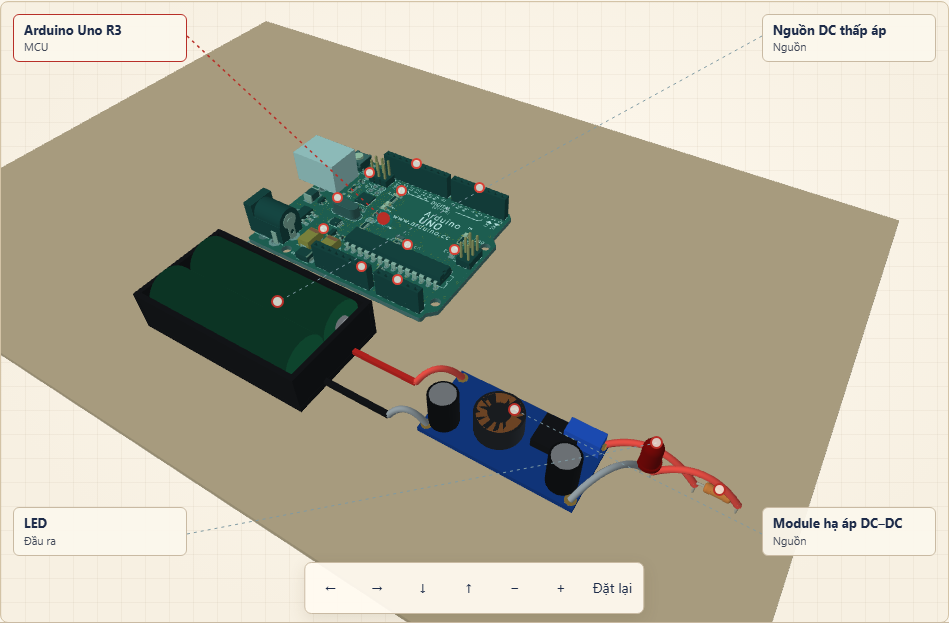 Arduino Uno R3
MCU
Nguồn DC thấp áp
Nguồn
Arduino
UNO
www.arduino.cc
LED
Đầu ra
Module hạ áp DC–DC
Nguồn
← → ↓ ↑ − + Đặt lại